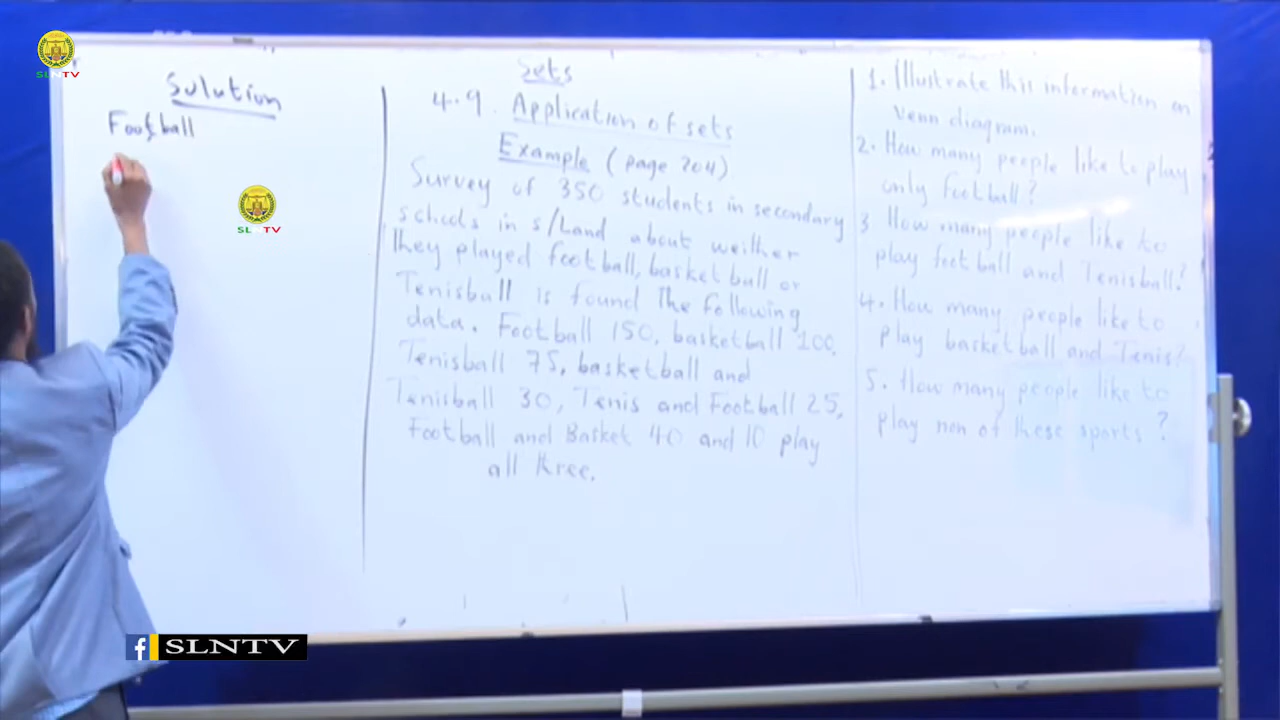 SLNTV
Solution
Football
SLNTV
Sets
4.9. Application of sets
Example (page 204)
Survey of 350 students in secondary
schools in s/Land about weither
they played football, basket ball or
Tenisball is found The following
data. Football 150, basketball 100,
Tenisball 75, basketball and
Tenisball 30, Tenis and Football 25,
Football and Basket 40 and 10 play
all three.
1. Illustrate this information on
venn diagram.
2. How many people like to play
only football?
3 How many people like to
play football and Tenisball?
4. How many people like to
play basketball and Tenis?
5. How many people like to
play non of these sports?
f SLNTV